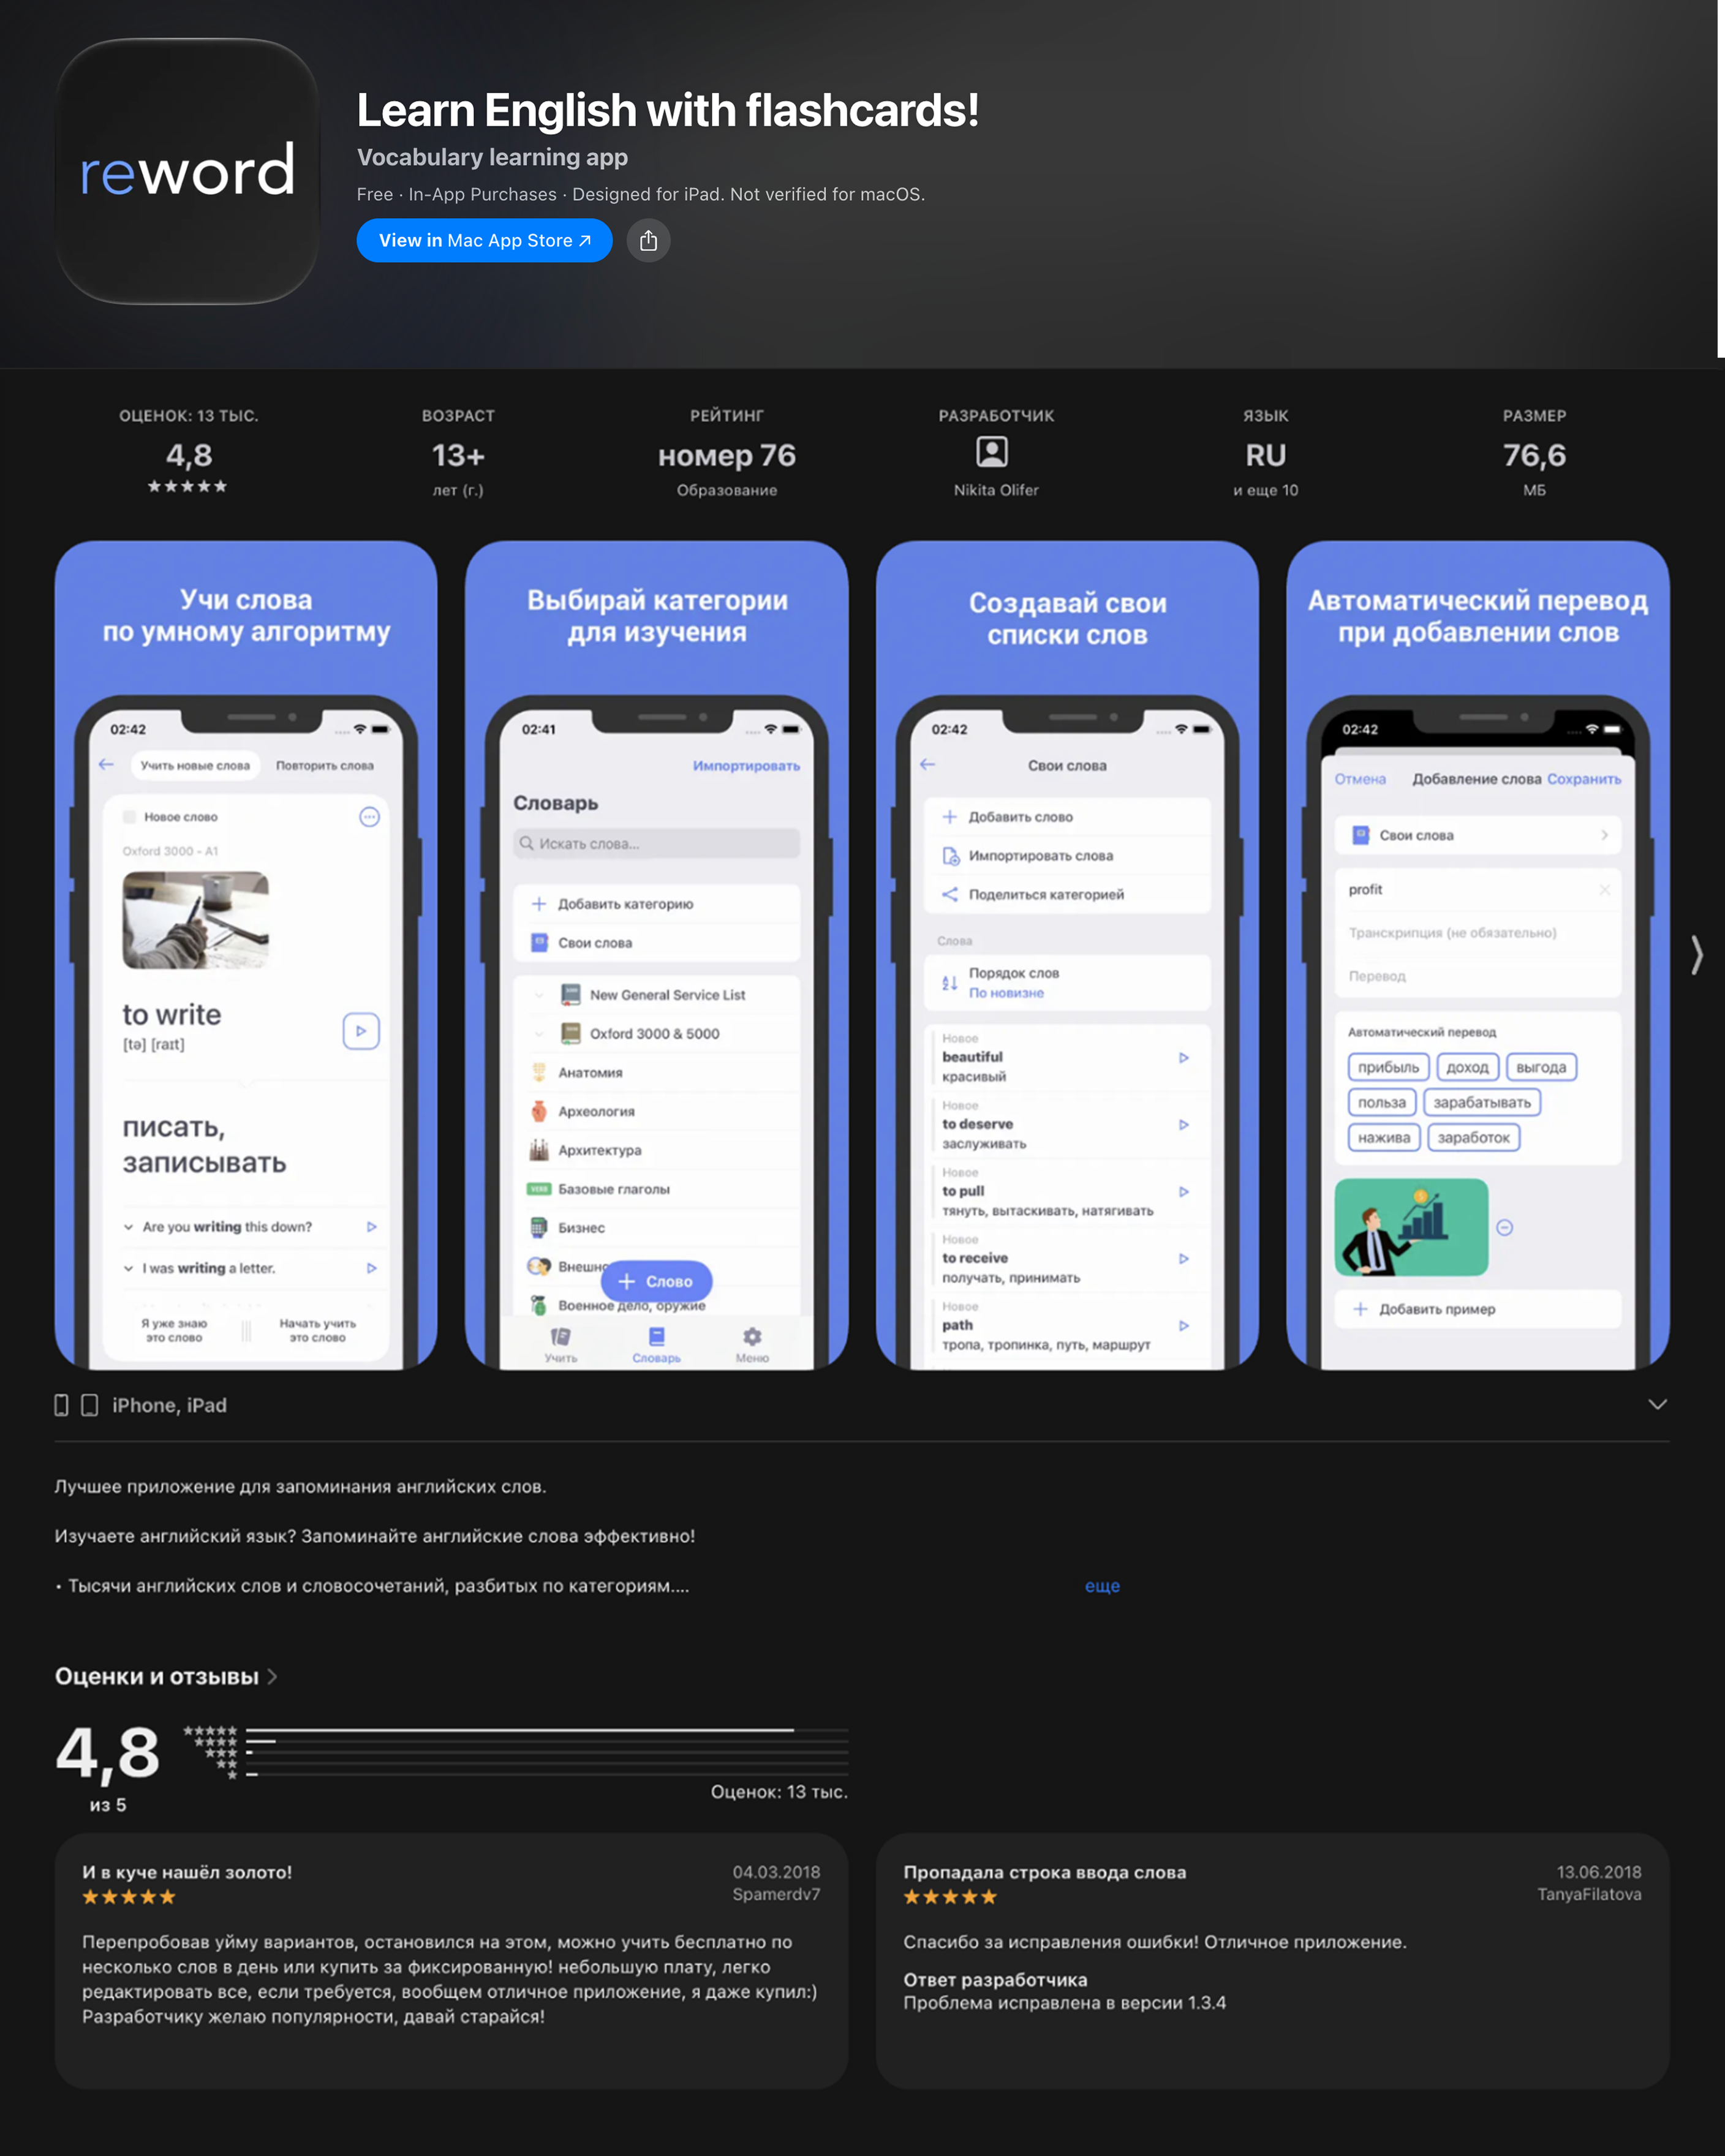 reword
Learn English with flashcards!
Vocabulary learning app
Free · In-App Purchases · Designed for iPad. Not verified for macOS.
View in Mac App Store ↗
ОЦЕНОК: 13 ТЫС.
4,8
★★★★★
ВОЗРАСТ
13+
лет (г.)
РЕЙТИНГ
номер 76
Образование
РАЗРАБОТЧИК
Nikita Olifer
ЯЗЫК
RU
и еще 10
РАЗМЕР
76,6
МБ
Учи слова
по умному алгоритму
02:42
Учить новые слова
Повторить слова
Новое слово
Oxford 3000 - A1
to write
[tə] [raɪt]
писать,
записывать
Are you writing this down?
I was writing a letter.
Я уже знаю
это слово
Начать учить
это слово
Выбирай категории
для изучения
02:41
Импортировать
Словарь
Искать слова...
Добавить категорию
Свои слова
New General Service List
Oxford 3000 & 5000
Анатомия
Археология
Архитектура
Базовые глаголы
Бизнес
Внешно
+ Слово
Военное дело, оружие
Учить
Словарь
Меню
Создавай свои
списки слов
02:42
Свои слова
Добавить слово
Импортировать слова
Поделиться категорией
Слова
Порядок слов
По новизне
Новое
beautiful
красивый
Новое
to deserve
заслуживать
Новое
to pull
тянуть, вытаскивать, натягивать
Новое
to receive
получать, принимать
Новое
path
тропа, тропинка, путь, маршрут
Автоматический перевод
при добавлении слов
02:42
Отмена
Добавление слова
Сохранить
Свои слова
profit
Транскрипция (не обязательно)
Перевод
Автоматический перевод
прибыль
доход
выгода
польза
зарабатывать
нажива
заработок
Добавить пример
iPhone, iPad
Лучшее приложение для запоминания английских слов.
Изучаете английский язык? Запоминайте английские слова эффективно!
• Тысячи английских слов и словосочетаний, разбитых по категориям....
еще
Оценки и отзывы
4,8
из 5
Оценок: 13 тыс.
И в куче нашёл золото!
04.03.2018
★★★★★
Spamerdv7
Перепробовав уйму вариантов, остановился на этом, можно учить бесплатно по
несколько слов в день или купить за фиксированную! небольшую плату, легко
редактировать все, если требуется, вообщем отличное приложение, я даже купил:)
Разработчику желаю популярности, давай старайся!
Пропадала строка ввода слова
13.06.2018
★★★★★
TanyaFilatova
Спасибо за исправления ошибки! Отличное приложение.
Ответ разработчика
Проблема исправлена в версии 1.3.4